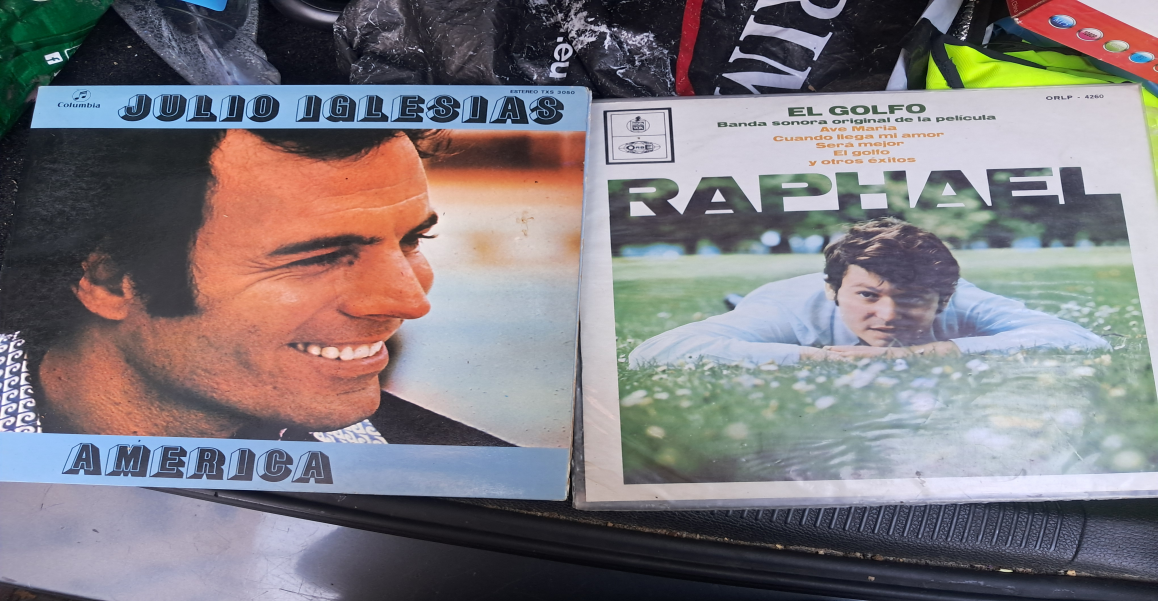 Columbia
JULIO IGLESIAS
ESTEREO TXS 3060
AMERICA
EL GOLFO
Banda sonora original de la película
Ave María
Cuando llega mi amor
Será mejor
El golfo
y otros éxitos
ORLP - 4260
RAPHAEL
.eu